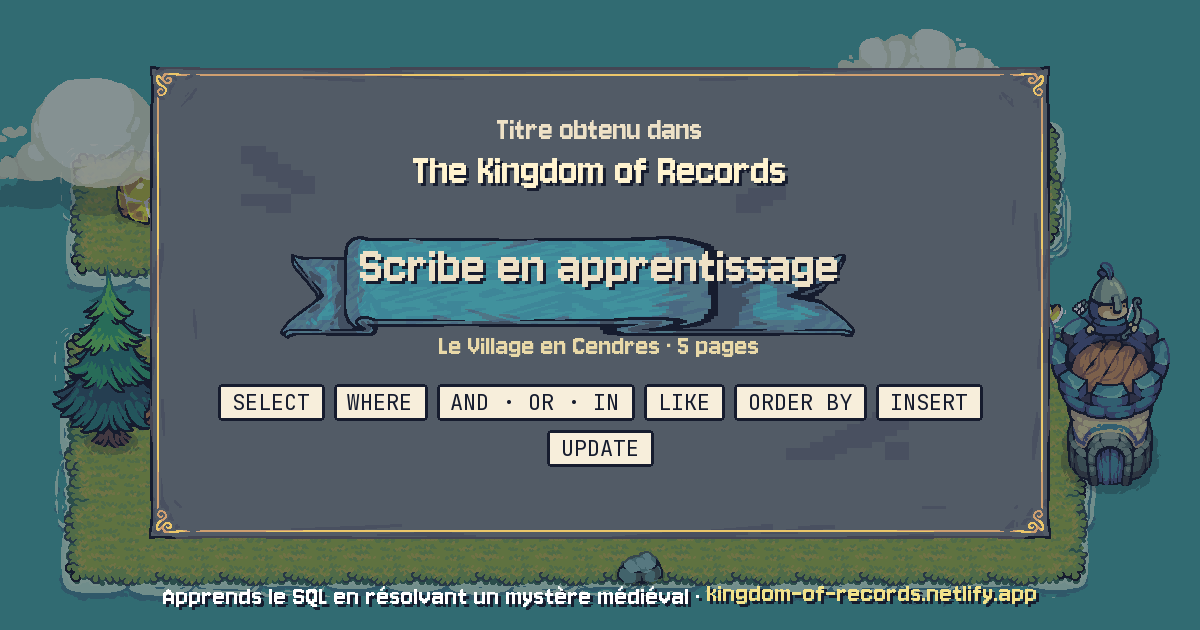 Titre obtenu dans
The Kingdom of Records
Scribe en apprentissage
Le Village en Cendres · 5 pages
SELECT WHERE AND · OR · IN LIKE ORDER BY INSERT
UPDATE
Apprends le SQL en résolvant un mystère médiéval · kingdom-of-records.netlify.app